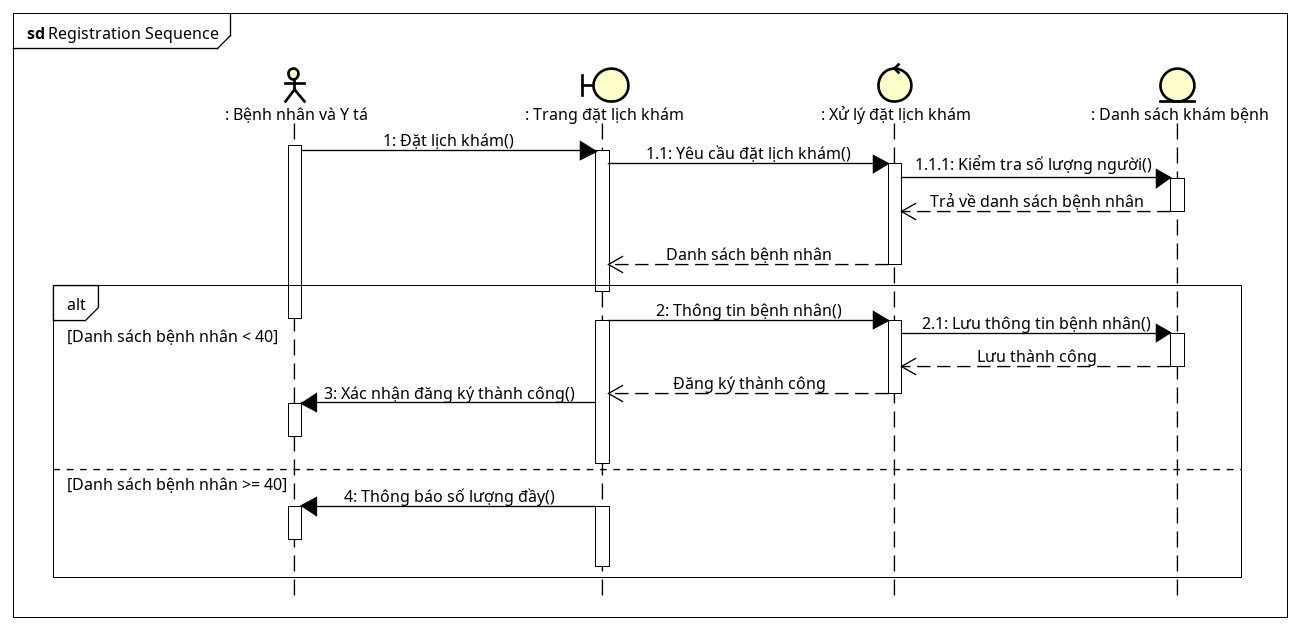 sd Registration Sequence
: Bệnh nhân và Y tá
: Trang đặt lịch khám
: Xử lý đặt lịch khám
: Danh sách khám bệnh
1: Đặt lịch khám()
1.1: Yêu cầu đặt lịch khám()
1.1.1: Kiểm tra số lượng người()
Trả về danh sách bệnh nhân
Danh sách bệnh nhân
alt
[Danh sách bệnh nhân < 40]
2: Thông tin bệnh nhân()
2.1: Lưu thông tin bệnh nhân()
Lưu thành công
Đăng ký thành công
3: Xác nhận đăng ký thành công()
[Danh sách bệnh nhân >= 40]
4: Thông báo số lượng đầy()